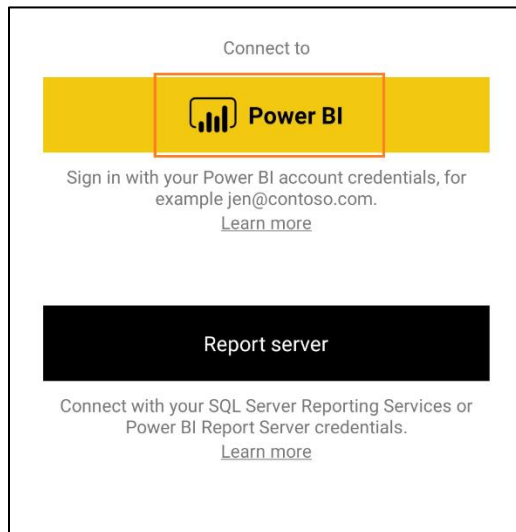 Connect to
Power BI
Sign in with your Power BI account credentials, for
example jen@contoso.com.
Learn more
Report server
Connect with your SQL Server Reporting Services or
Power BI Report Server credentials.
Learn more